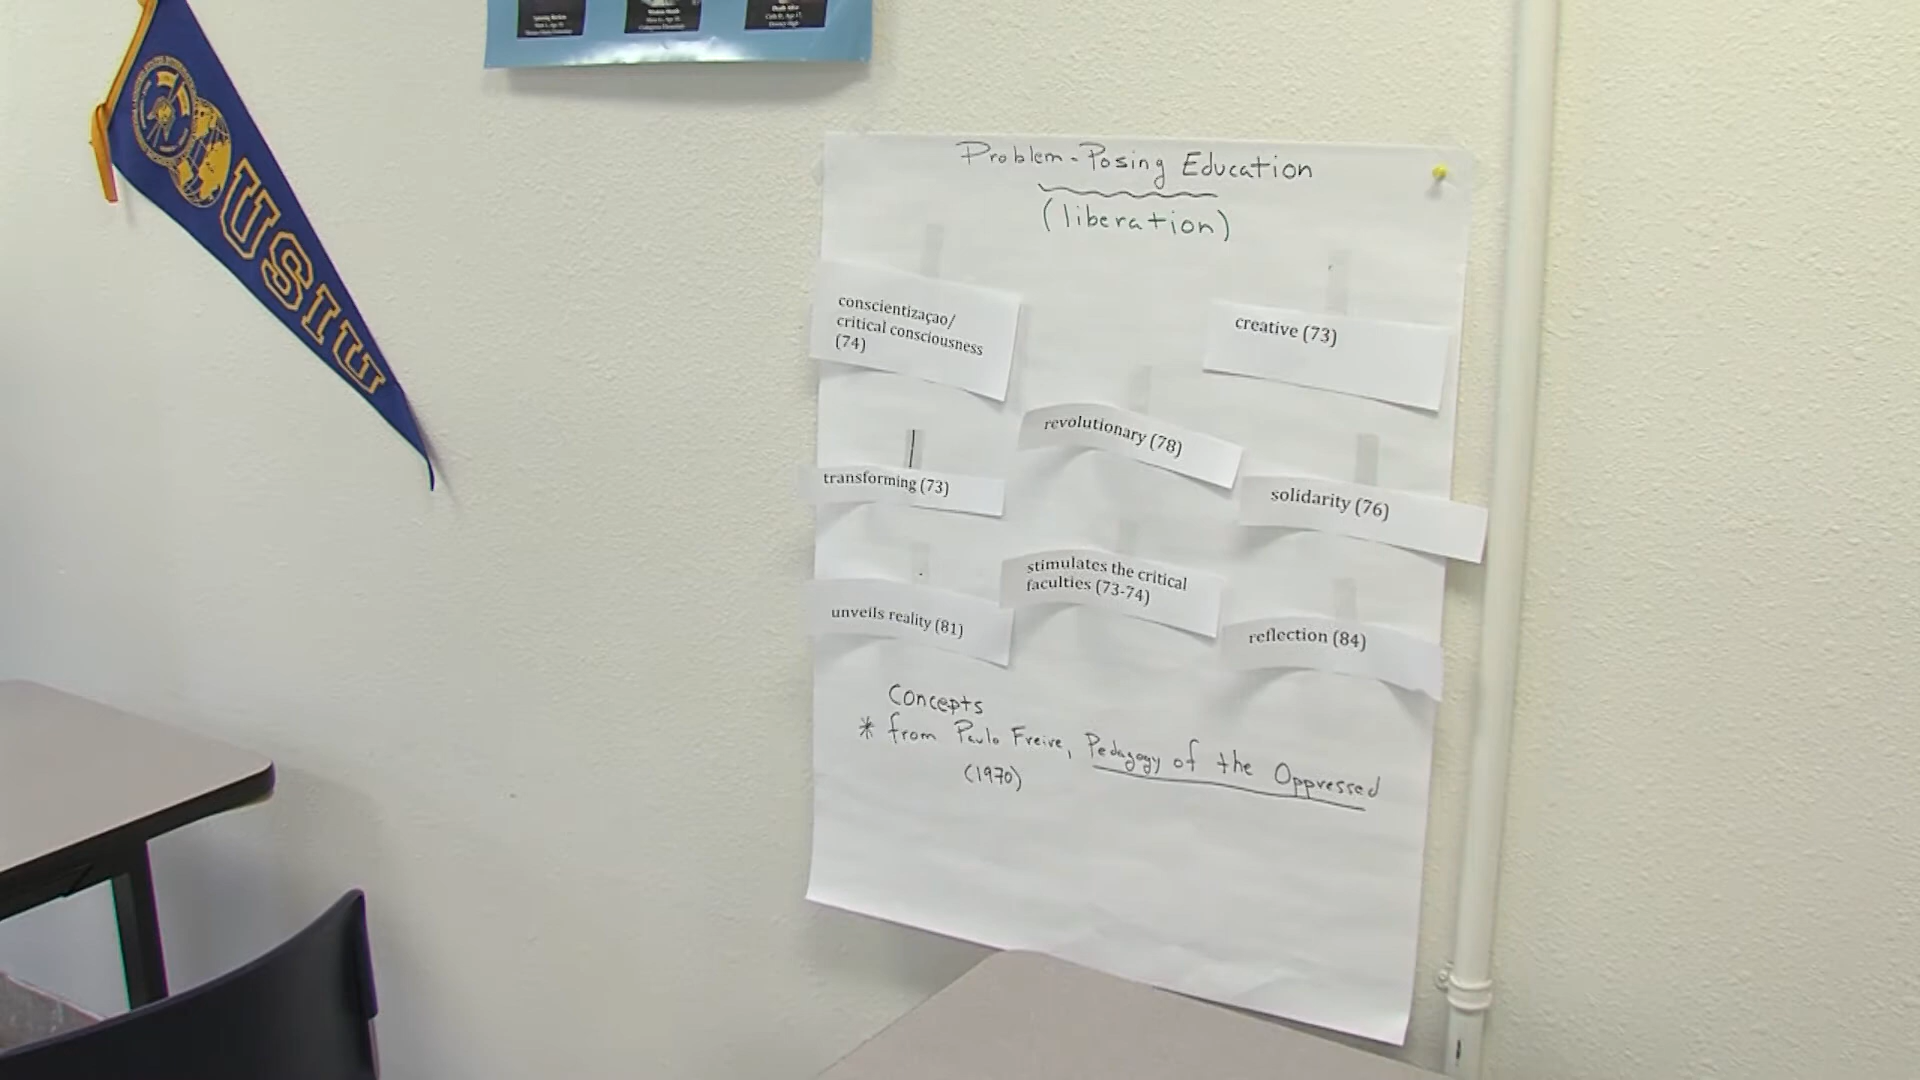 USIU
Problem-Posing Education
(liberation)
conscientizaçao/
critical consciousness
(74)
creative (73)
revolutionary (78)
transforming (73)
solidarity (76)
stimulates the critical
faculties (73-74)
unveils reality (81)
reflection (84)
Concepts
* from Paulo Freire, Pedagogy of the Oppressed
(1970)